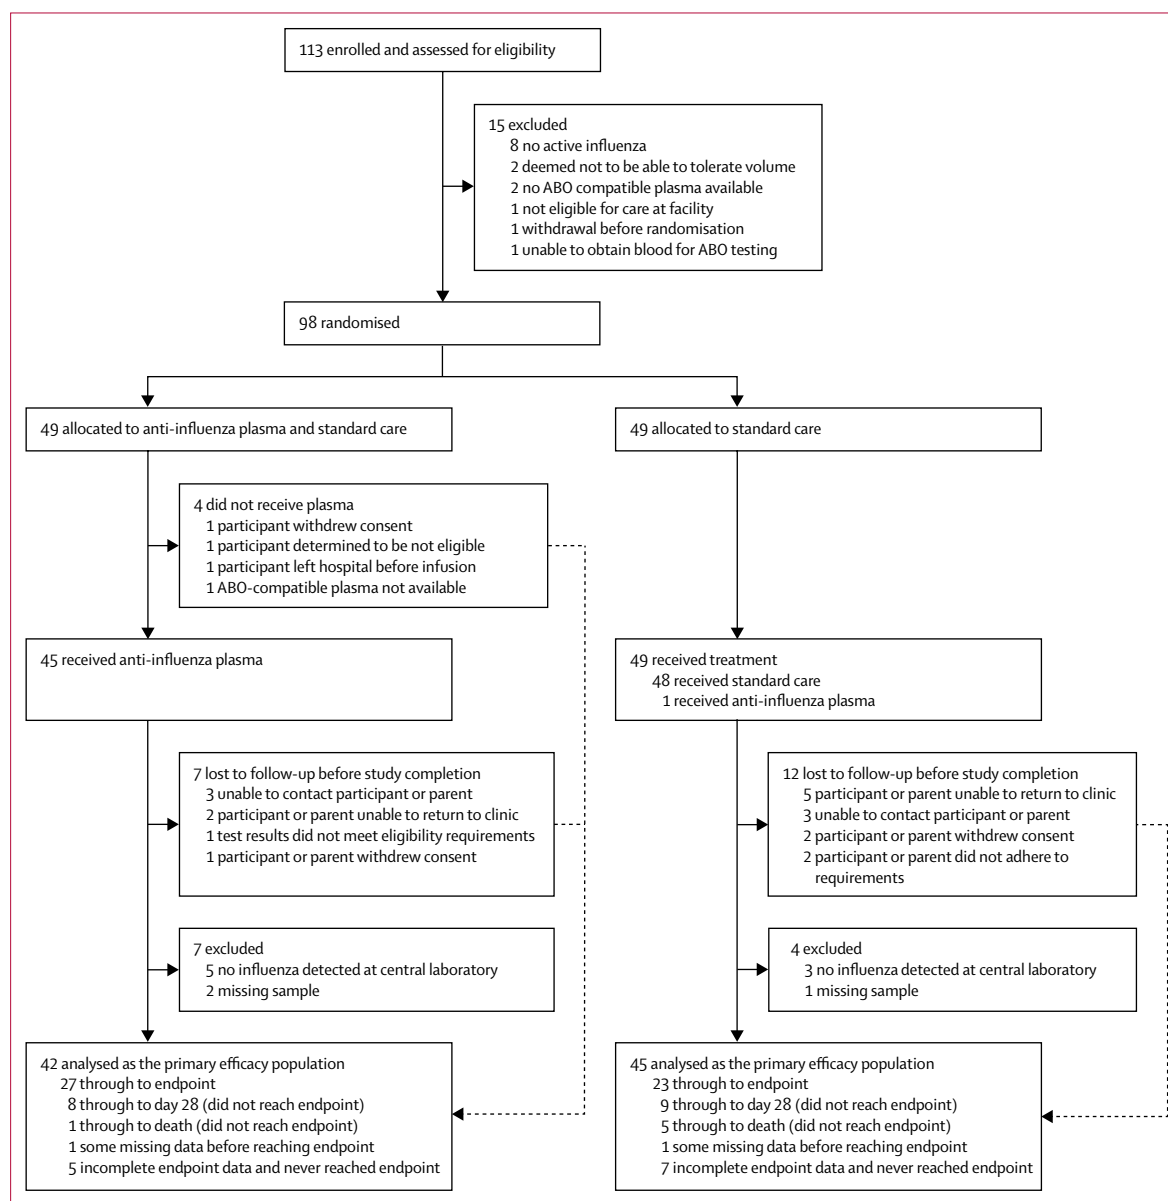 113 enrolled and assessed for eligibility
15 excluded
8 no active influenza
2 deemed not to be able to tolerate volume
2 no ABO compatible plasma available
1 not eligible for care at facility
1 withdrawal before randomisation
1 unable to obtain blood for ABO testing
98 randomised
49 allocated to anti-influenza plasma and standard care
49 allocated to standard care
4 did not receive plasma
1 participant withdrew consent
1 participant determined to be not eligible
1 participant left hospital before infusion
1 ABO-compatible plasma not available
45 received anti-influenza plasma
49 received treatment
48 received standard care
1 received anti-influenza plasma
7 lost to follow-up before study completion
3 unable to contact participant or parent
2 participant or parent unable to return to clinic
1 test results did not meet eligibility requirements
1 participant or parent withdrew consent
12 lost to follow-up before study completion
5 participant or parent unable to return to clinic
3 unable to contact participant or parent
2 participant or parent withdrew consent
2 participant or parent did not adhere to
requirements
7 excluded
5 no influenza detected at central laboratory
2 missing sample
4 excluded
3 no influenza detected at central laboratory
1 missing sample
42 analysed as the primary efficacy population
27 through to endpoint
8 through to day 28 (did not reach endpoint)
1 through to death (did not reach endpoint)
1 some missing data before reaching endpoint
5 incomplete endpoint data and never reached endpoint
45 analysed as the primary efficacy population
23 through to endpoint
9 through to day 28 (did not reach endpoint)
5 through to death (did not reach endpoint)
1 some missing data before reaching endpoint
7 incomplete endpoint data and never reached endpoint